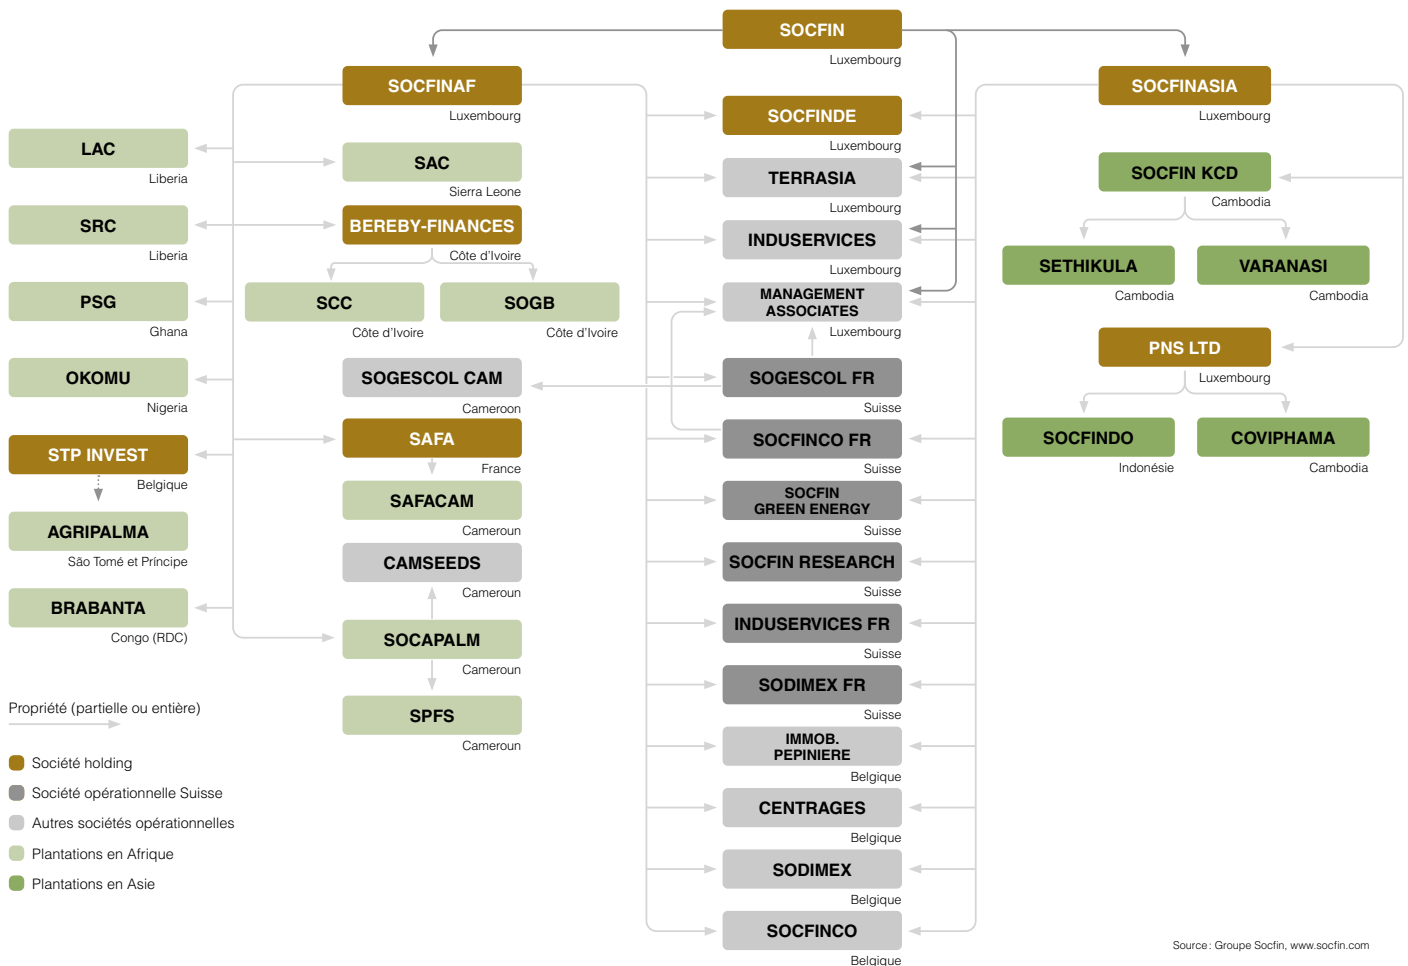 SOCFIN
Luxembourg
SOCFINAF
Luxembourg
LAC
Liberia
SAC
Sierra Leone
SRC
Liberia
BEREBY-FINANCES
Côte d'Ivoire
PSG
Ghana
SCC
Côte d'Ivoire
SOGB
Côte d'Ivoire
OKOMU
Nigeria
SOGESCOL CAM
Cameroon
STP INVEST
Belgique
SAFA
France
AGRIPALMA
São Tomé et Príncipe
SAFACAM
Cameroun
CAMSEEDS
Cameroun
BRABANTA
Congo (RDC)
SOCAPALM
Cameroun
SPFS
Cameroun
SOCFINDE
Luxembourg
TERRASIA
Luxembourg
INDUSERVICES
Luxembourg
MANAGEMENT
ASSOCIATES
Luxembourg
SOGESCOL FR
Suisse
SOCFINCO FR
Suisse
SOCFIN
GREEN ENERGY
Suisse
SOCFIN RESEARCH
Suisse
INDUSERVICES FR
Suisse
SODIMEX FR
Suisse
IMMOB.
PEPINIERE
Belgique
CENTRAGES
Belgique
SODIMEX
Belgique
SOCFINCO
Belgique
SOCFINASIA
Luxembourg
SOCFIN KCD
Cambodia
SETHIKULA
Cambodia
VARANASI
Cambodia
PNS LTD
Luxembourg
SOCFINDO
Indonésie
COVIPHAMA
Cambodia
Propriété (partielle ou entière)
Société holding
Société opérationnelle Suisse
Autres sociétés opérationnelles
Plantations en Afrique
Plantations en Asie
Source: Groupe Socfin, www.socfin.com